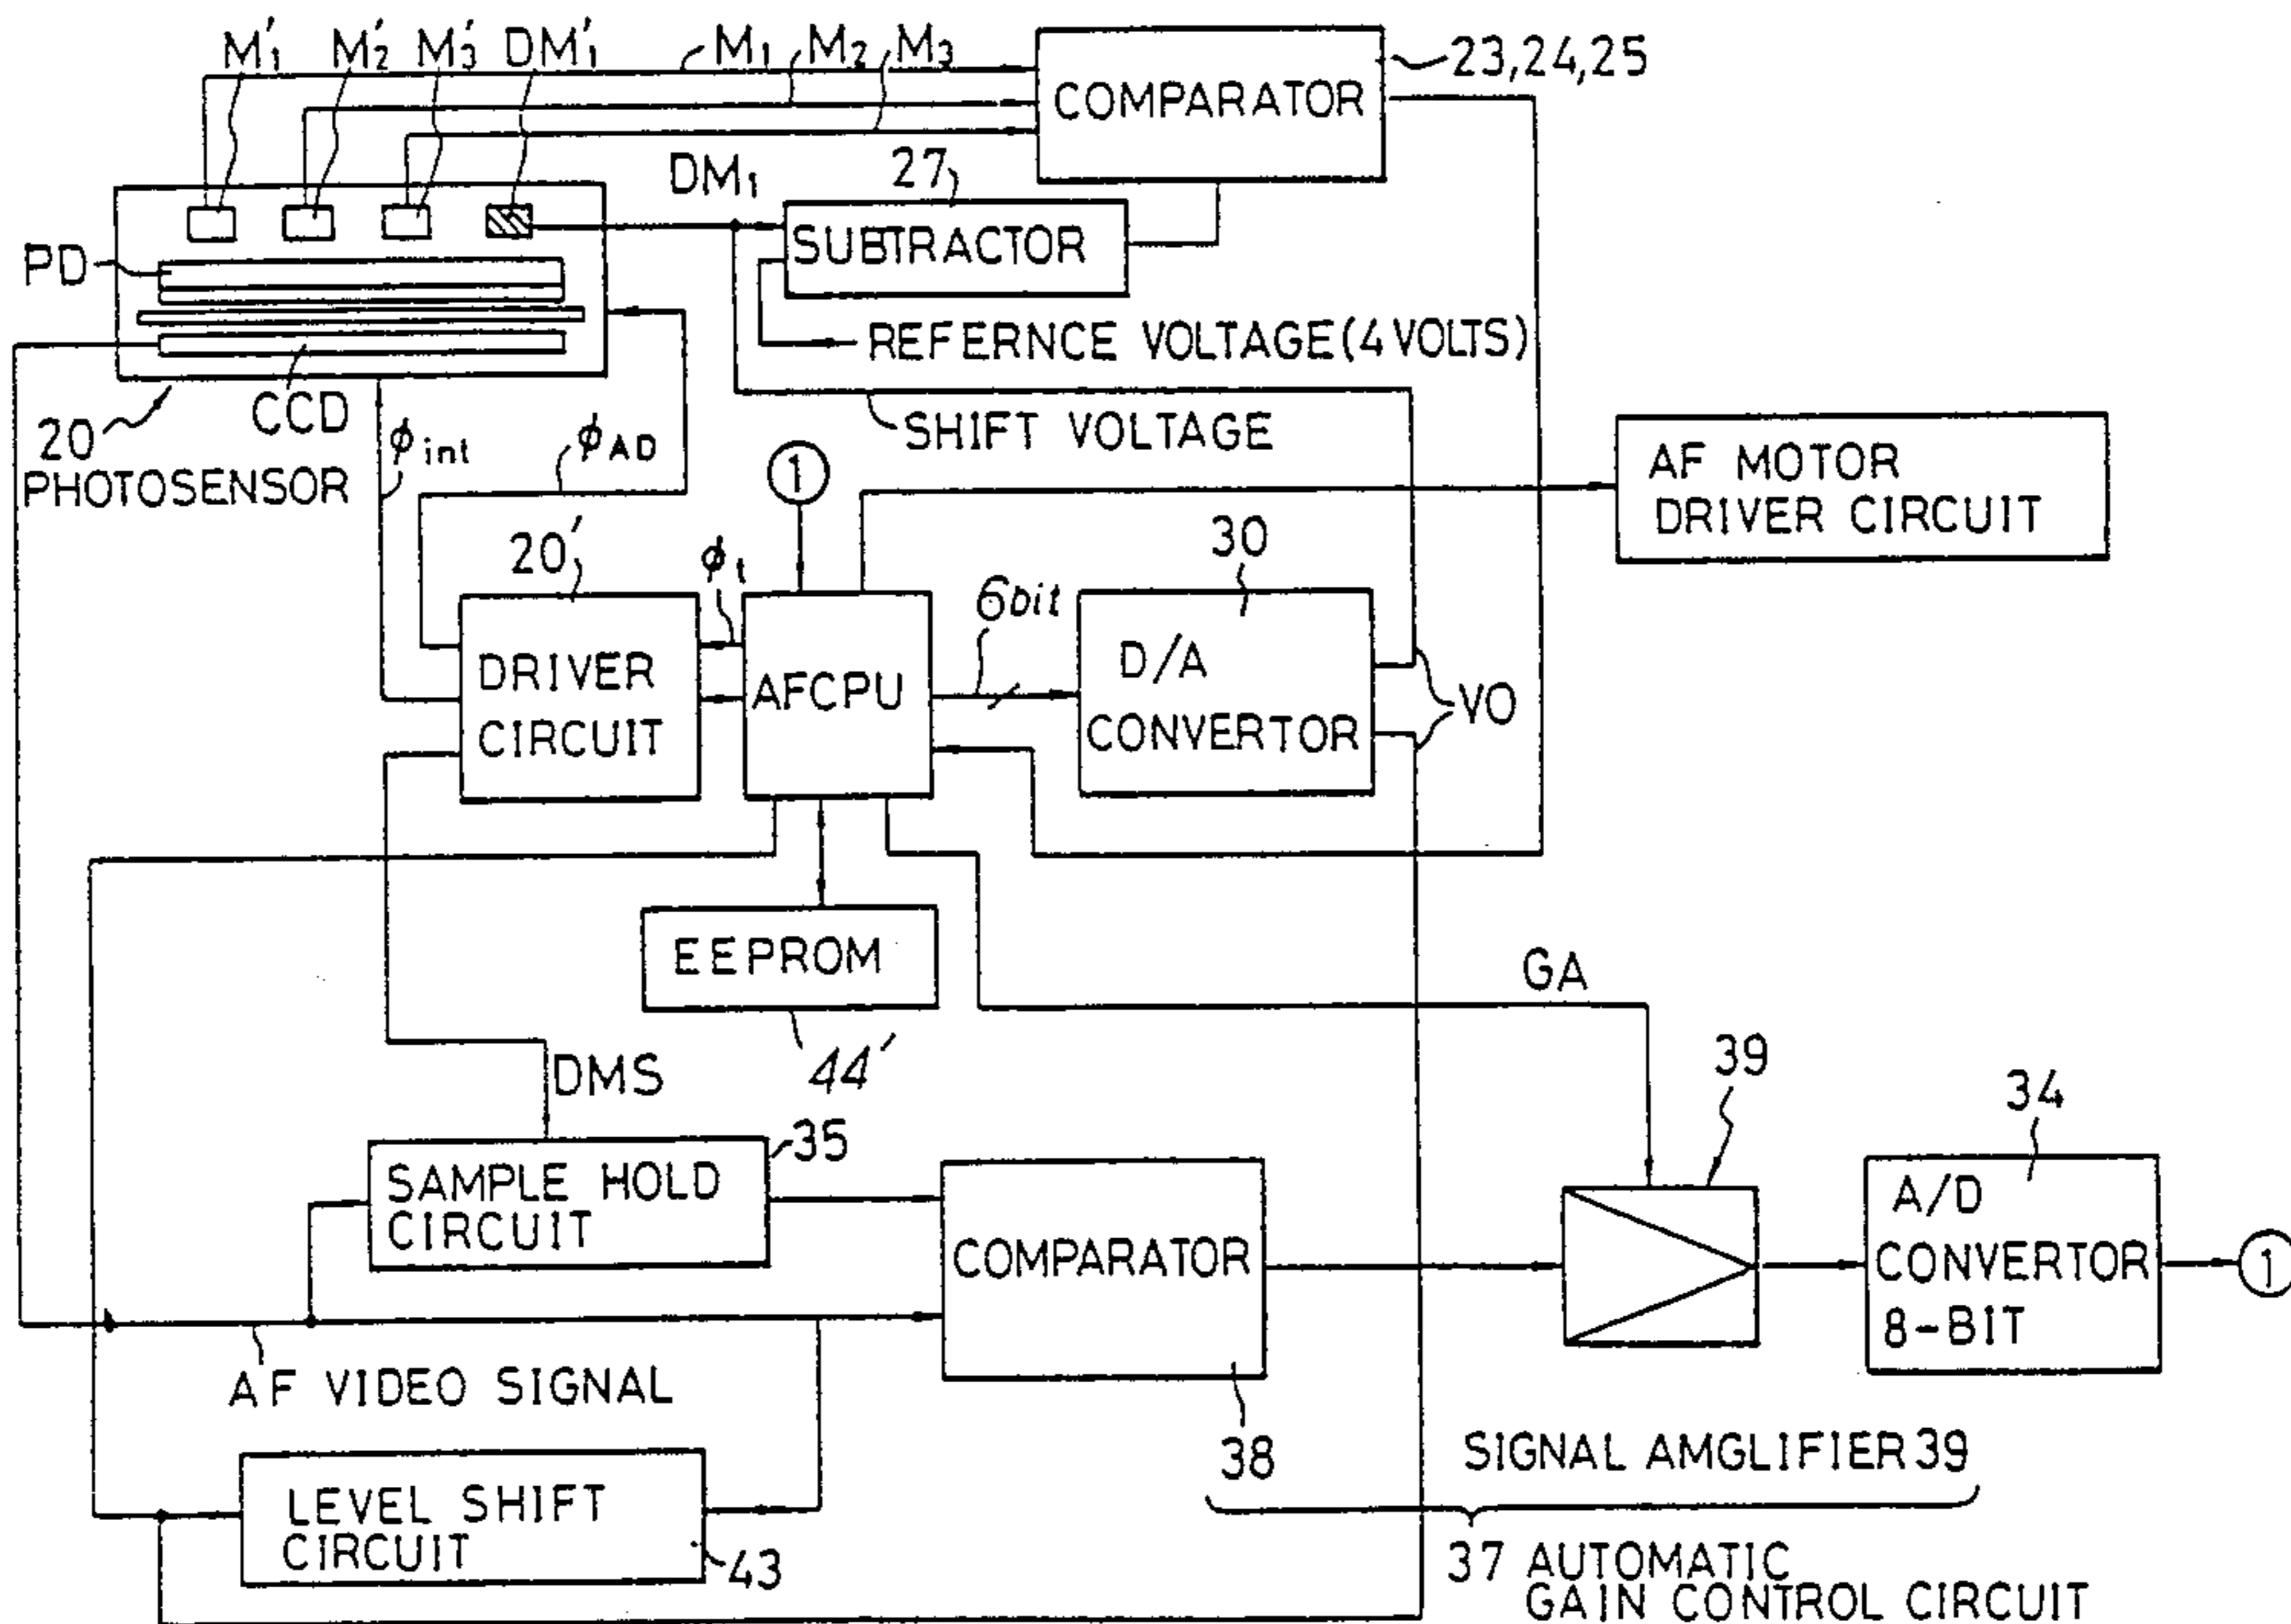 M'₁ M'₂ M'₃ DM'₁ M₁ M₂ M₃
COMPARATOR
23,24,25
DM₁
27
SUBTRACTOR
PD
REFERNCE VOLTAGE(4 VOLTS)
CCD
20
PHOTOSENSOR
φint
φAD
SHIFT VOLTAGE
①
AF MOTOR
DRIVER CIRCUIT
20'
φt
6bit
30
DRIVER
CIRCUIT
AFCPU
D/A
CONVERTOR
VO
EEPROM
44'
GA
DMS
39
34
35
SAMPLE HOLD
CIRCUIT
COMPARATOR
A/D
CONVERTOR
8-BIT
①
AF VIDEO SIGNAL
38
SIGNAL AMGLIFIER 39
LEVEL SHIFT
CIRCUIT
43
37 AUTOMATIC
GAIN CONTROL CIRCUIT